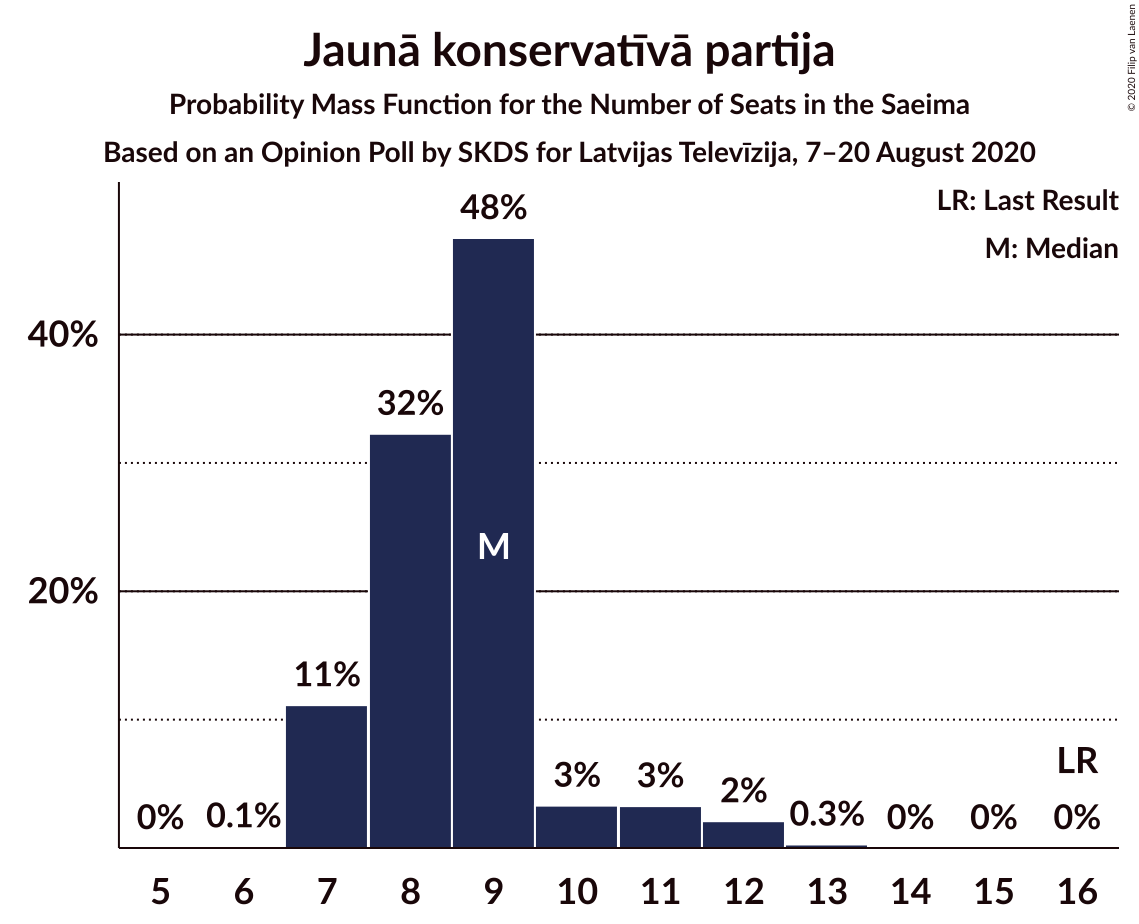 Jaunā konservatīvā partija
Probability Mass Function for the Number of Seats in the Saeima
Based on an Opinion Poll by SKDS for Latvijas Televīzija, 7–20 August 2020
© 2020 Filip van Laenen
LR: Last Result
M: Median
40%
20%
0%
0.1%
11%
32%
48%
M
3%
3%
2%
0.3%
0%
0%
LR
0%
5 6 7 8 9 10 11 12 13 14 15 16